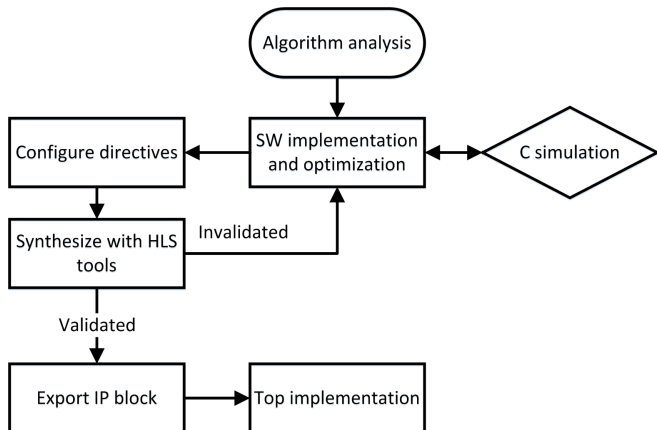 Algorithm analysis
Configure directives
SW implementation
and optimization
C simulation
Synthesize with HLS
tools
Invalidated
Validated
Export IP block
Top implementation